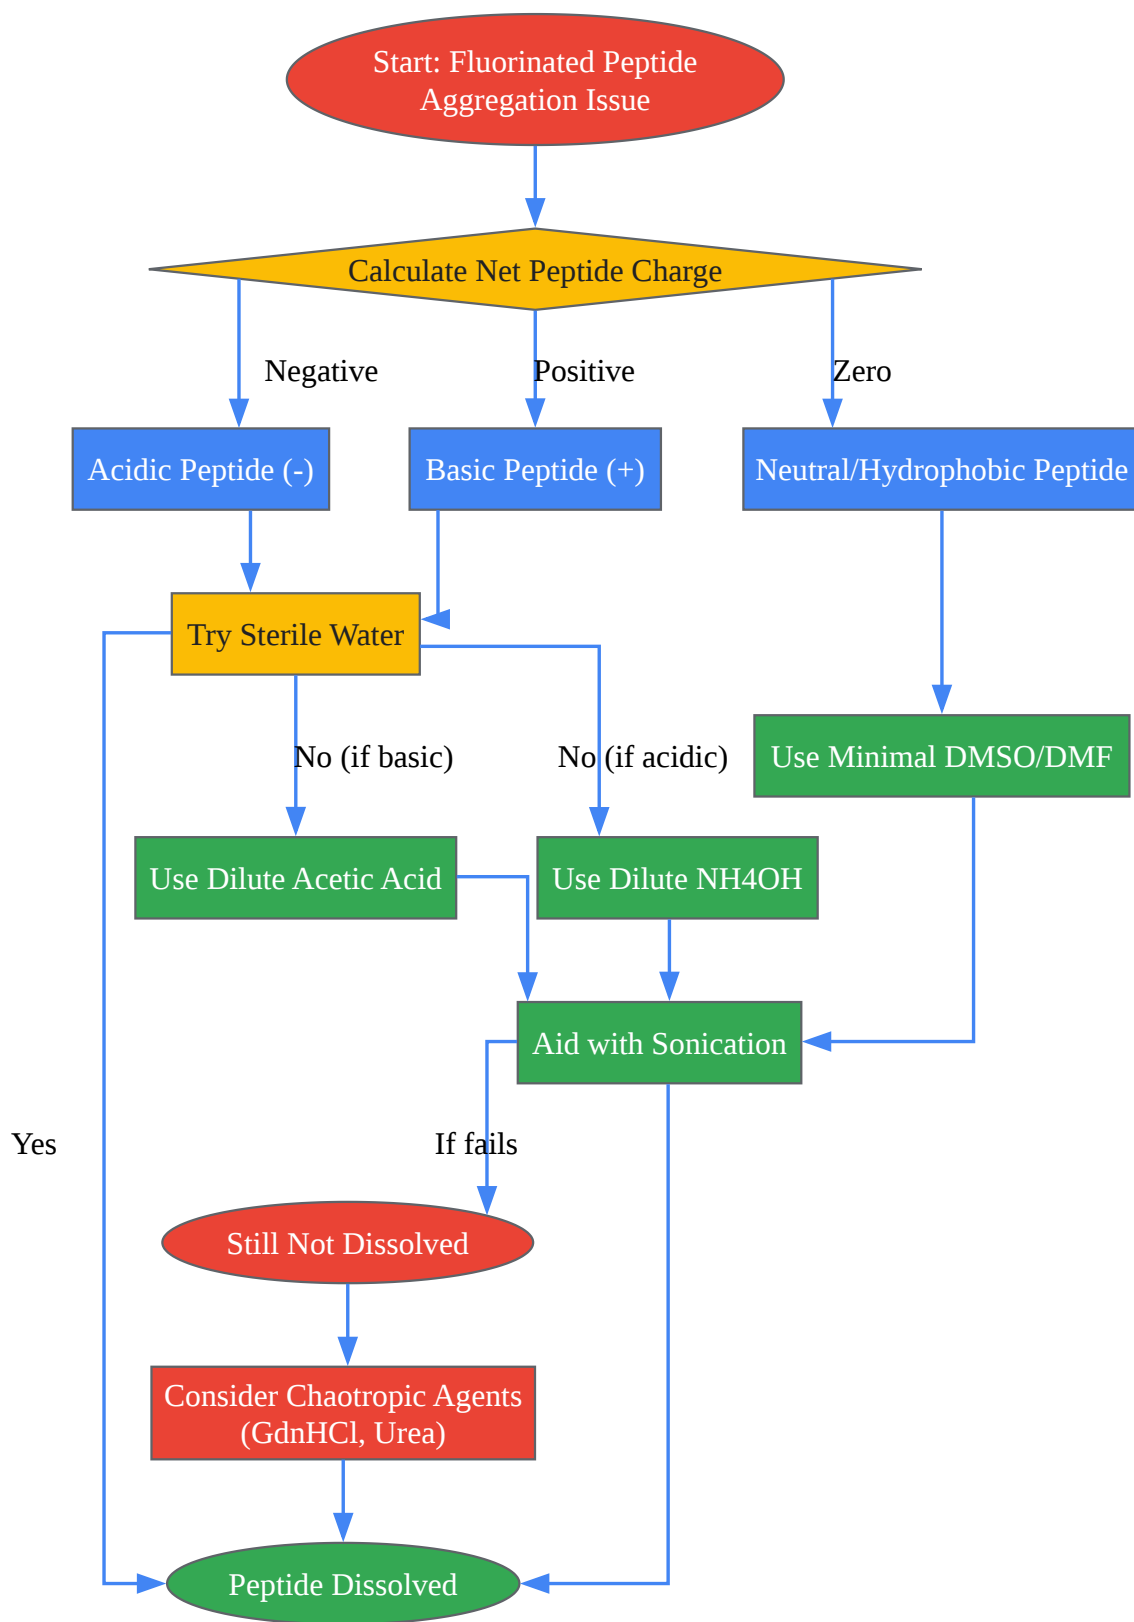 Start: Fluorinated Peptide
Aggregation Issue
Calculate Net Peptide Charge
Negative
Positive
Zero
Acidic Peptide (-)
Basic Peptide (+)
Neutral/Hydrophobic Peptide
Try Sterile Water
No (if basic)
No (if acidic)
Use Minimal DMSO/DMF
Use Dilute Acetic Acid
Use Dilute NH4OH
Aid with Sonication
Yes
If fails
Still Not Dissolved
Consider Chaotropic Agents
(GdnHCl, Urea)
Peptide Dissolved